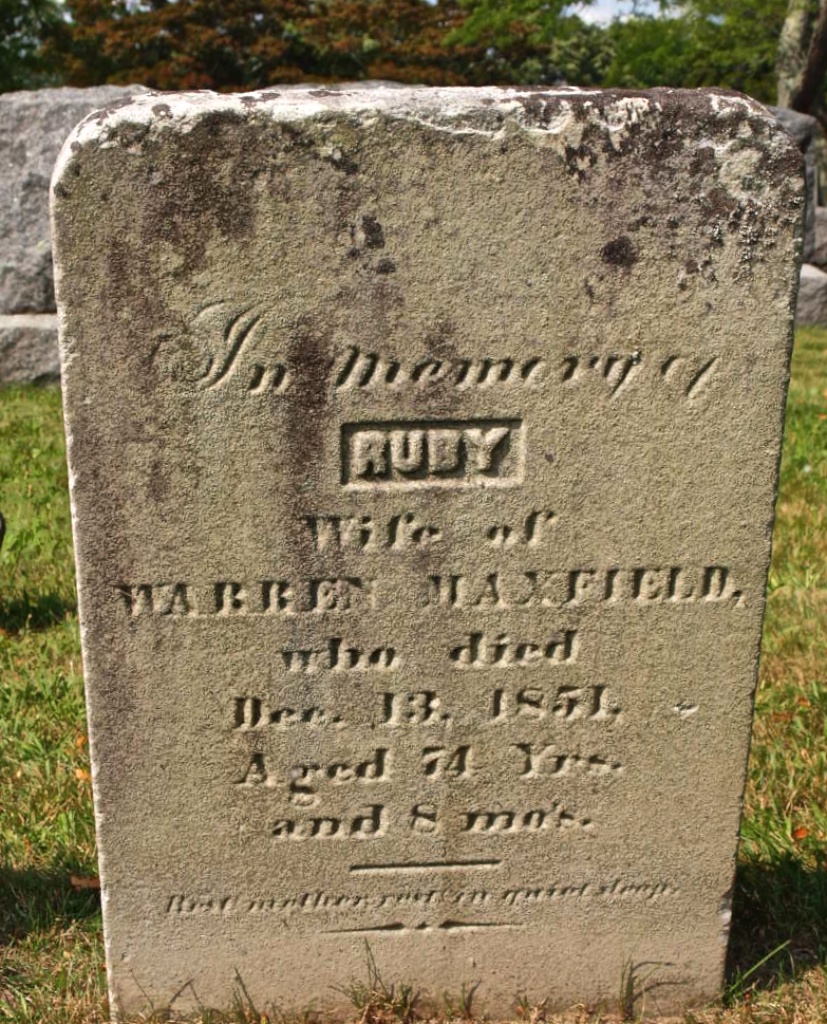 In memory of
RUBY
Wife of
WARREN MAXFIELD,
who died
Dec. 13, 1851.
Aged 74 Yrs.
and 8 mo's.
Rest mother, rest in quiet sleep.